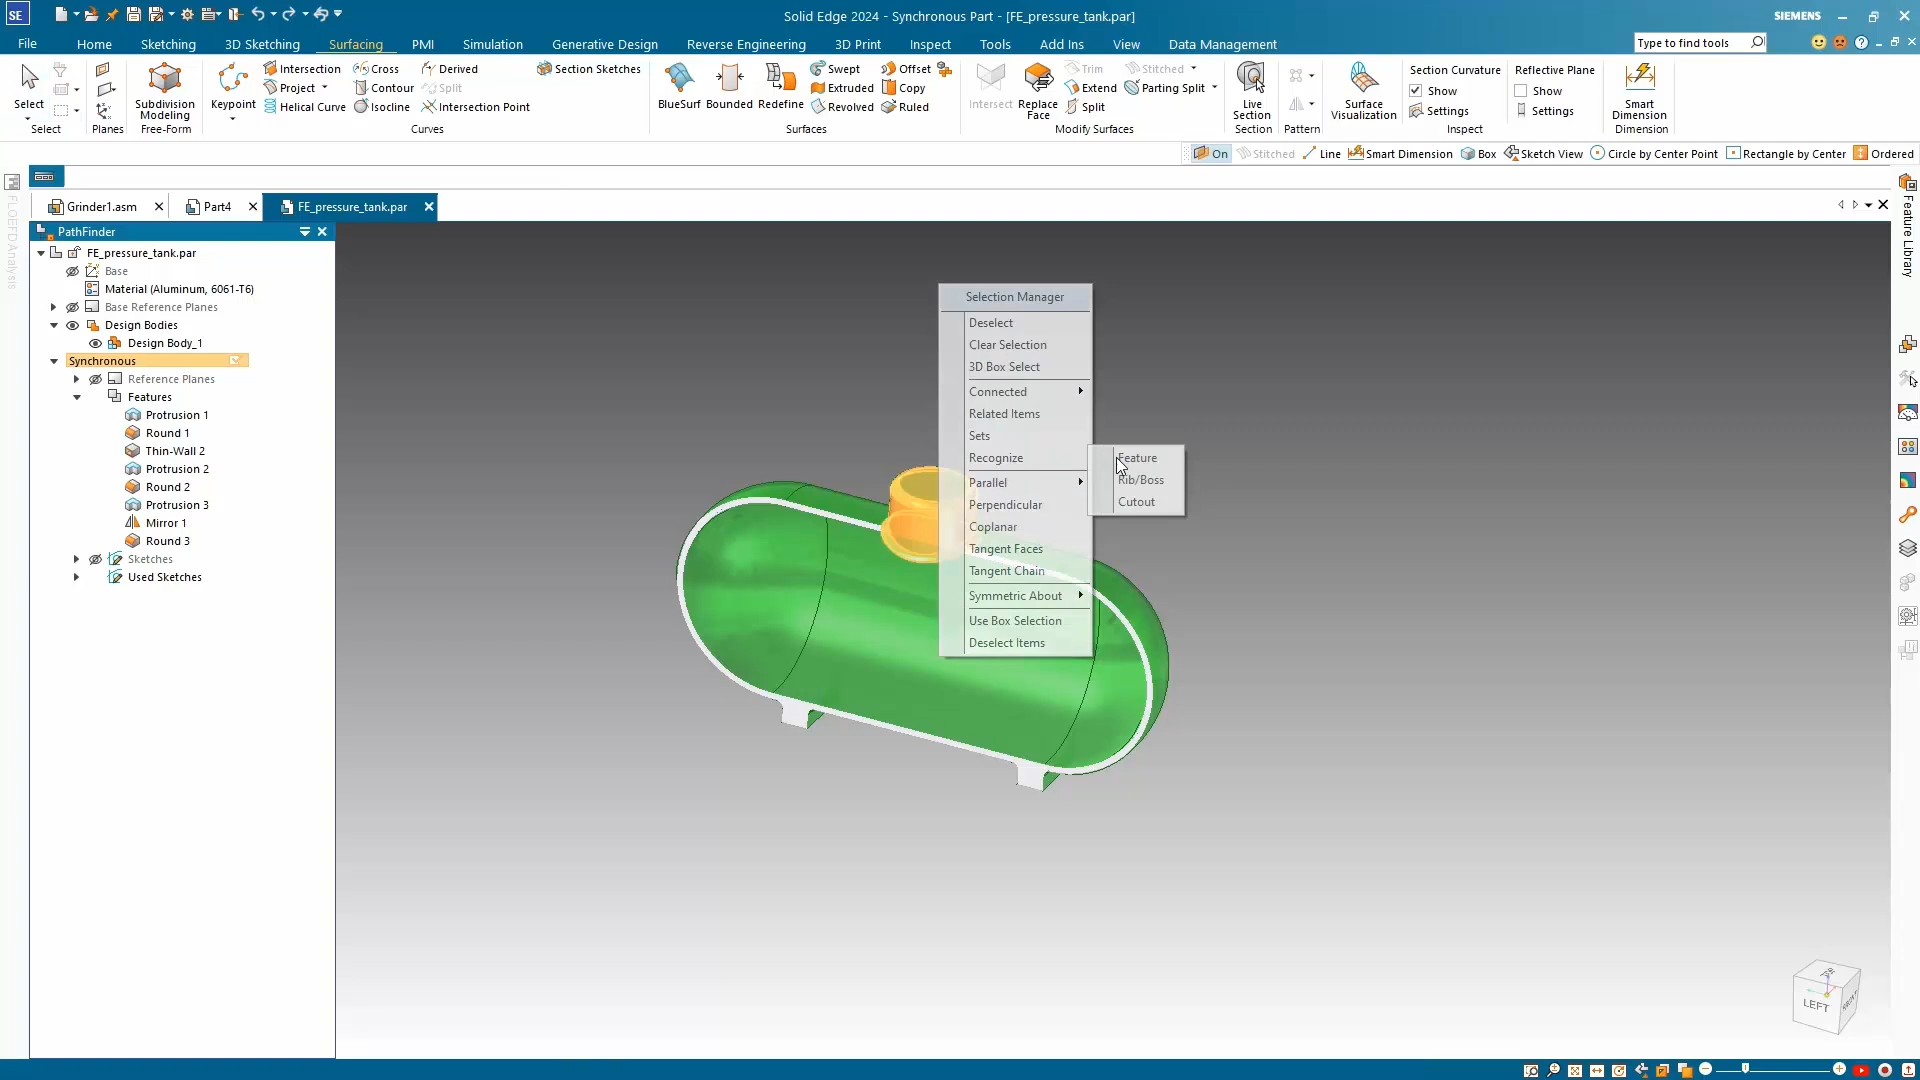 SE
Solid Edge 2024 - Synchronous Part - [FE_pressure_tank.par]
SIEMENS
File Home Sketching 3D Sketching Surfacing PMI Simulation Generative Design Reverse Engineering 3D Print Inspect Tools Add Ins View Data Management
Type to find tools
Select
Select
Planes
Subdivision Modeling
Free-Form
Keypoint
Intersection
Project
Helical Curve
Cross
Contour
Isocline
Derived
Split
Intersection Point
Section Sketches
Curves
BlueSurf
Bounded
Redefine
Swept
Extruded
Revolved
Offset
Copy
Ruled
Surfaces
Intersect
Replace Face
Trim
Extend
Split
Stitched
Parting Split
Modify Surfaces
Live Section
Section
Pattern
Surface Visualization
Section Curvature
Show
Settings
Inspect
Reflective Plane
Show
Settings
Smart Dimension
Dimension
On Stitched Line Smart Dimension Box Sketch View Circle by Center Point Rectangle by Center Ordered
Grinder1.asm Part4 FE_pressure_tank.par
FLOEFD Analysis
Feature Library
PathFinder
FE_pressure_tank.par
Base
Material (Aluminum, 6061-T6)
Base Reference Planes
Design Bodies
Design Body_1
Synchronous
Reference Planes
Features
Protrusion 1
Round 1
Thin-Wall 2
Protrusion 2
Round 2
Protrusion 3
Mirror 1
Round 3
Sketches
Used Sketches
Selection Manager
Deselect
Clear Selection
3D Box Select
Connected
Related Items
Sets
Recognize
Parallel
Perpendicular
Coplanar
Tangent Faces
Tangent Chain
Symmetric About
Use Box Selection
Deselect Items
Feature
Rib/Boss
Cutout
LEFT